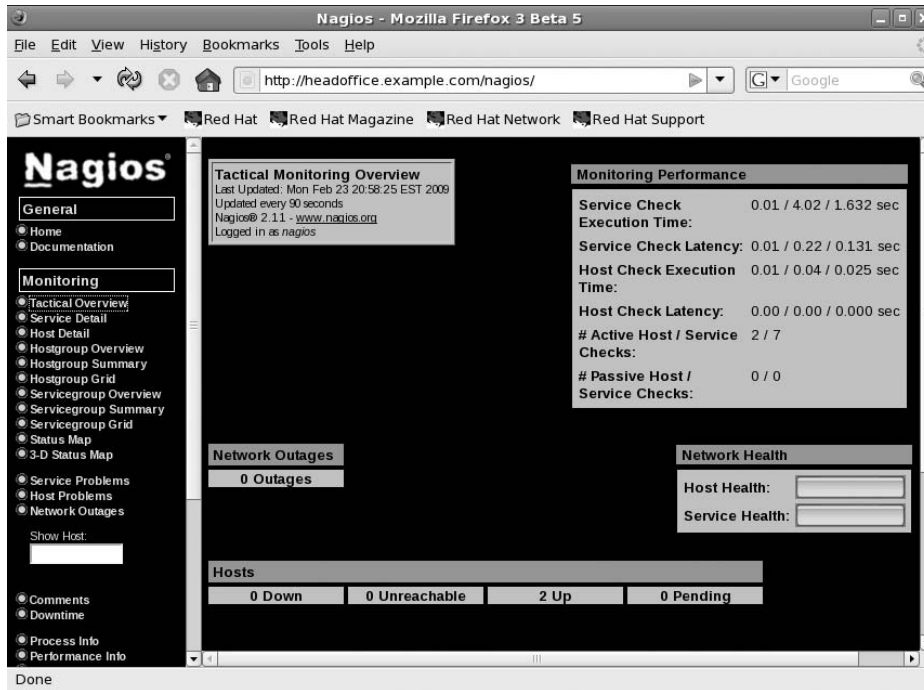 Nagios - Mozilla Firefox 3 Beta 5
File Edit View History Bookmarks Tools Help
http://headoffice.example.com/nagios/
G Google
Smart Bookmarks Red Hat Red Hat Magazine Red Hat Network Red Hat Support
Nagios®
General
Home
Documentation
Monitoring
Tactical Overview
Service Detail
Host Detail
Hostgroup Overview
Hostgroup Summary
Hostgroup Grid
Servicegroup Overview
Servicegroup Summary
Servicegroup Grid
Status Map
3-D Status Map
Service Problems
Host Problems
Network Outages
Show Host:
Comments
Downtime
Process Info
Performance Info
Tactical Monitoring Overview
Last Updated: Mon Feb 23 20:58:25 EST 2009
Updated every 90 seconds
Nagios® 2.11 - www.nagios.org
Logged in as nagios
Monitoring Performance
Service Check 0.01 / 4.02 / 1.632 sec
Execution Time:
Service Check Latency: 0.01 / 0.22 / 0.131 sec
Host Check Execution 0.01 / 0.04 / 0.025 sec
Time:
Host Check Latency: 0.00 / 0.00 / 0.000 sec
# Active Host / Service 2 / 7
Checks:
# Passive Host / 0 / 0
Service Checks:
Network Outages
0 Outages
Network Health
Host Health:
Service Health:
Hosts
0 Down 0 Unreachable 2 Up 0 Pending
Done